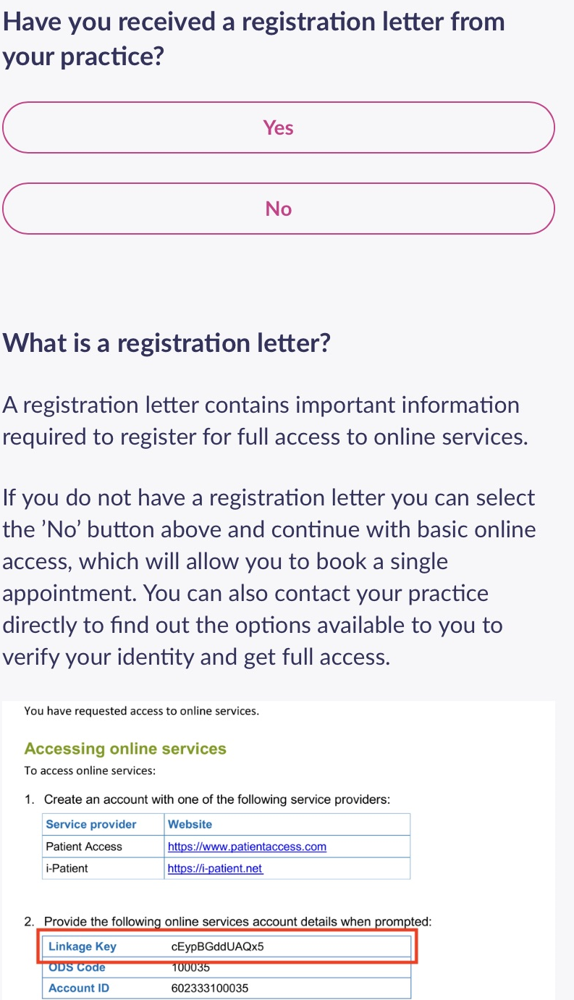 Have you received a registration letter from
your practice?
Yes
No
What is a registration letter?
A registration letter contains important information
required to register for full access to online services.
If you do not have a registration letter you can select
the ’No’ button above and continue with basic online
access, which will allow you to book a single
appointment. You can also contact your practice
directly to find out the options available to you to
verify your identity and get full access.
You have requested access to online services.
Accessing online services
To access online services:
1. Create an account with one of the following service providers:
Service provider Website
Patient Access https://www.patientaccess.com
i-Patient https://i-patient.net
2. Provide the following online services account details when prompted:
Linkage Key cEypBGddUAQx5
ODS Code 100035
Account ID 602333100035